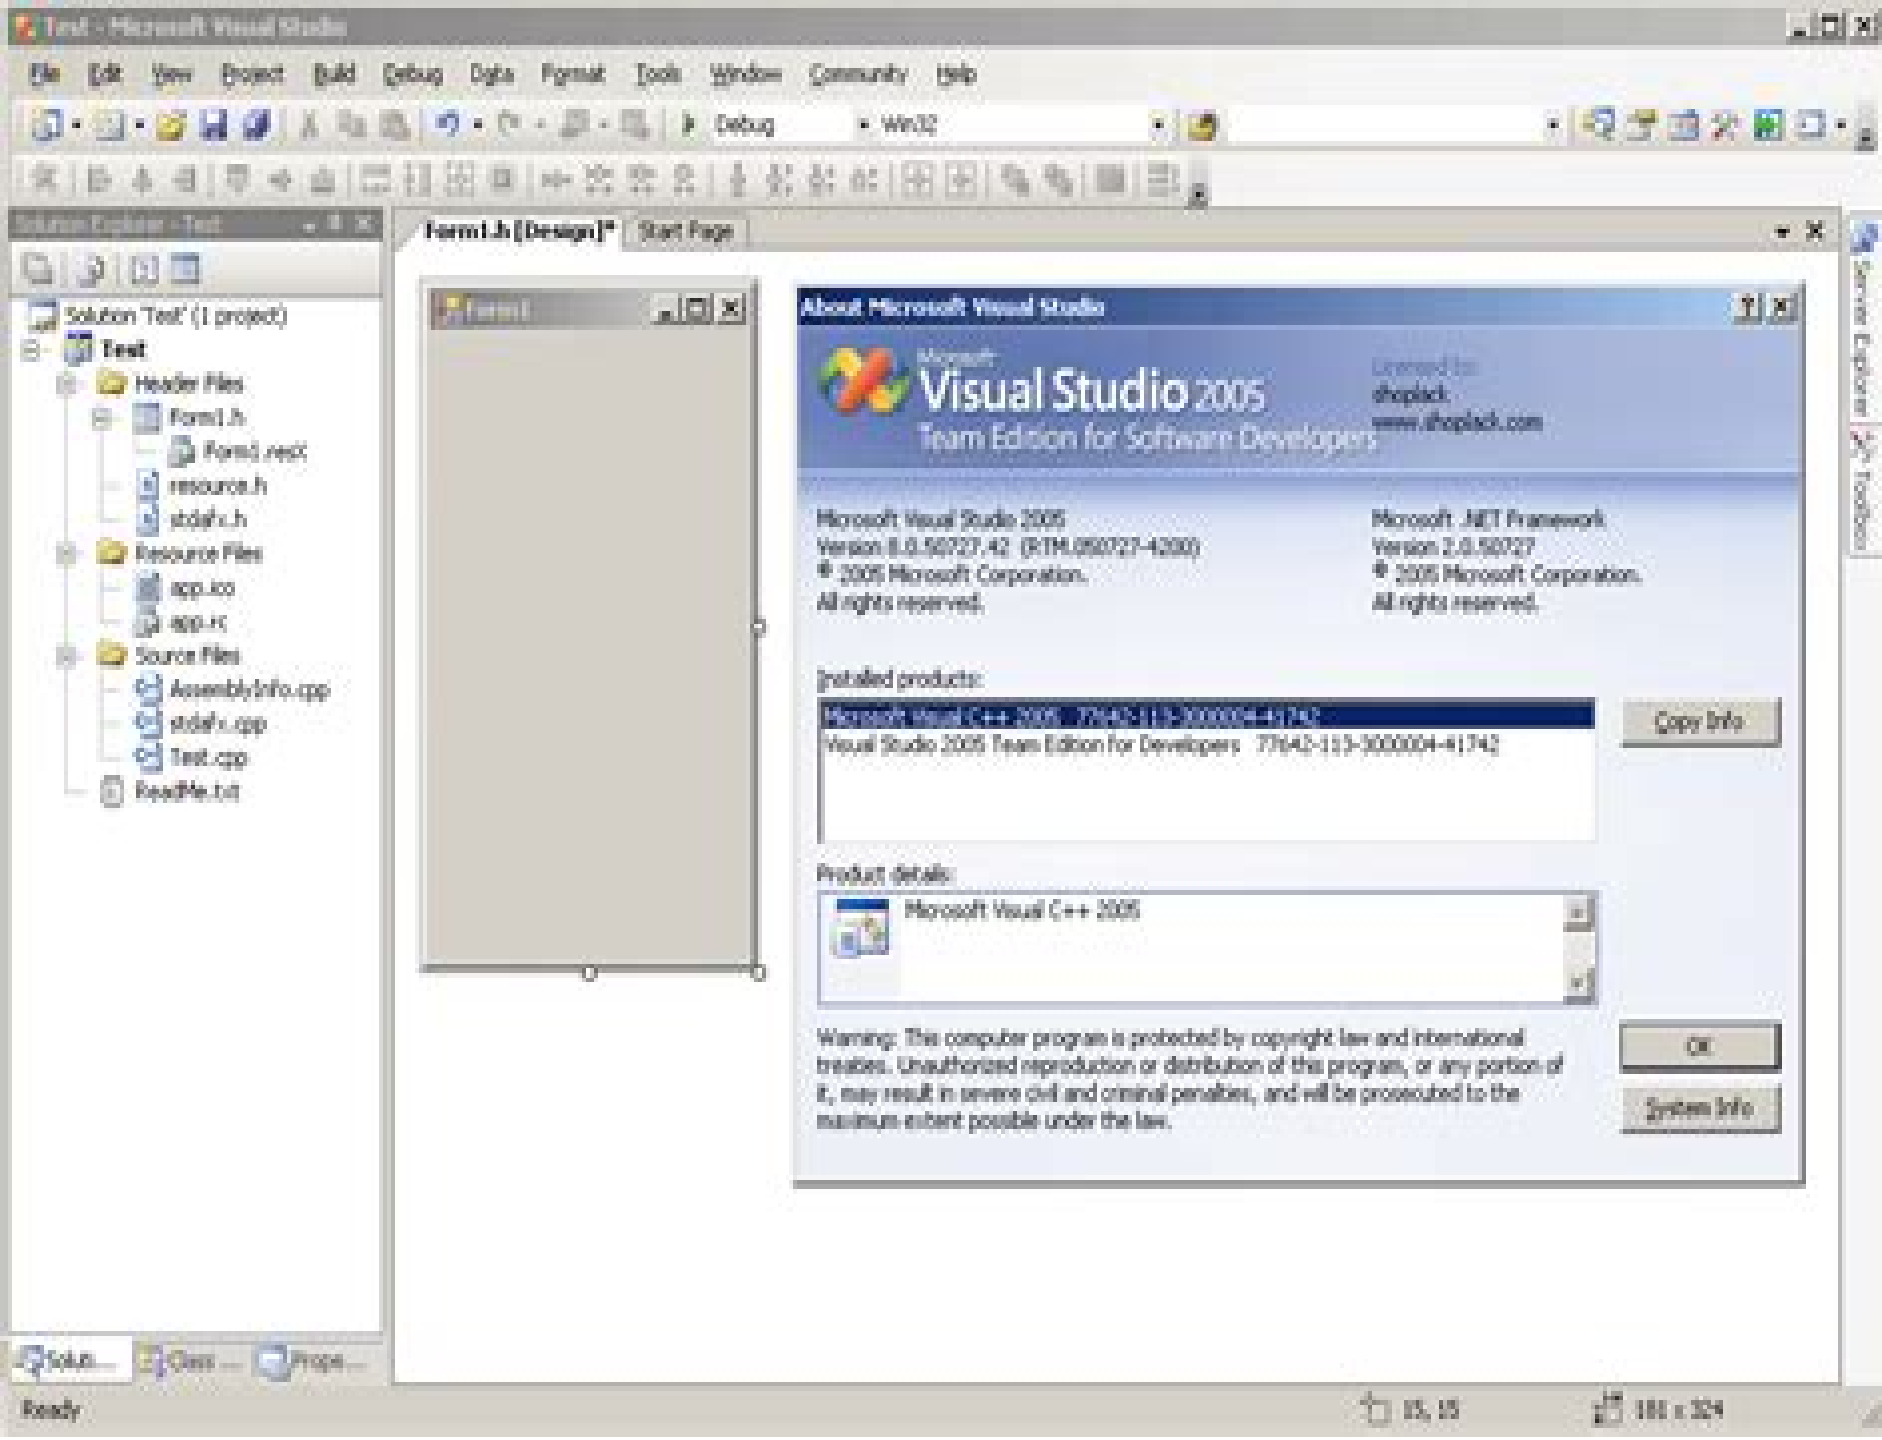 Test - Microsoft Visual Studio
File Edit View Project Build Debug Data Format Tools Window Community Help
Debug Win32
Solution Explorer - Test
Solution 'Test' (1 project)
Test
Header Files
Form1.h
Form1.resX
resource.h
stdafx.h
Resource Files
app.ico
app.rc
Source Files
AssemblyInfo.cpp
stdafx.cpp
Test.cpp
ReadMe.txt
Soluti... Class ... Prope...
Form1.h [Design]* Start Page
Form1
About Microsoft Visual Studio
Microsoft
Visual Studio 2005
Team Edition for Software Developers
Licensed to:
shoplack
www.shoplack.com
Microsoft Visual Studio 2005
Version 8.0.50727.42 (RTM.050727-4200)
© 2005 Microsoft Corporation.
All rights reserved.
Microsoft .NET Framework
Version 2.0.50727
© 2005 Microsoft Corporation.
All rights reserved.
Installed products:
Microsoft Visual C++ 2005 77642-113-3000004-41742
Visual Studio 2005 Team Edition for Developers 77642-113-3000004-41742
Copy Info
Product details:
Microsoft Visual C++ 2005
Warning: This computer program is protected by copyright law and international
treaties. Unauthorized reproduction or distribution of this program, or any portion of
it, may result in severe civil and criminal penalties, and will be prosecuted to the
maximum extent possible under the law.
OK
System Info
Server Explorer
Toolbox
Ready
15, 15
181 x 324